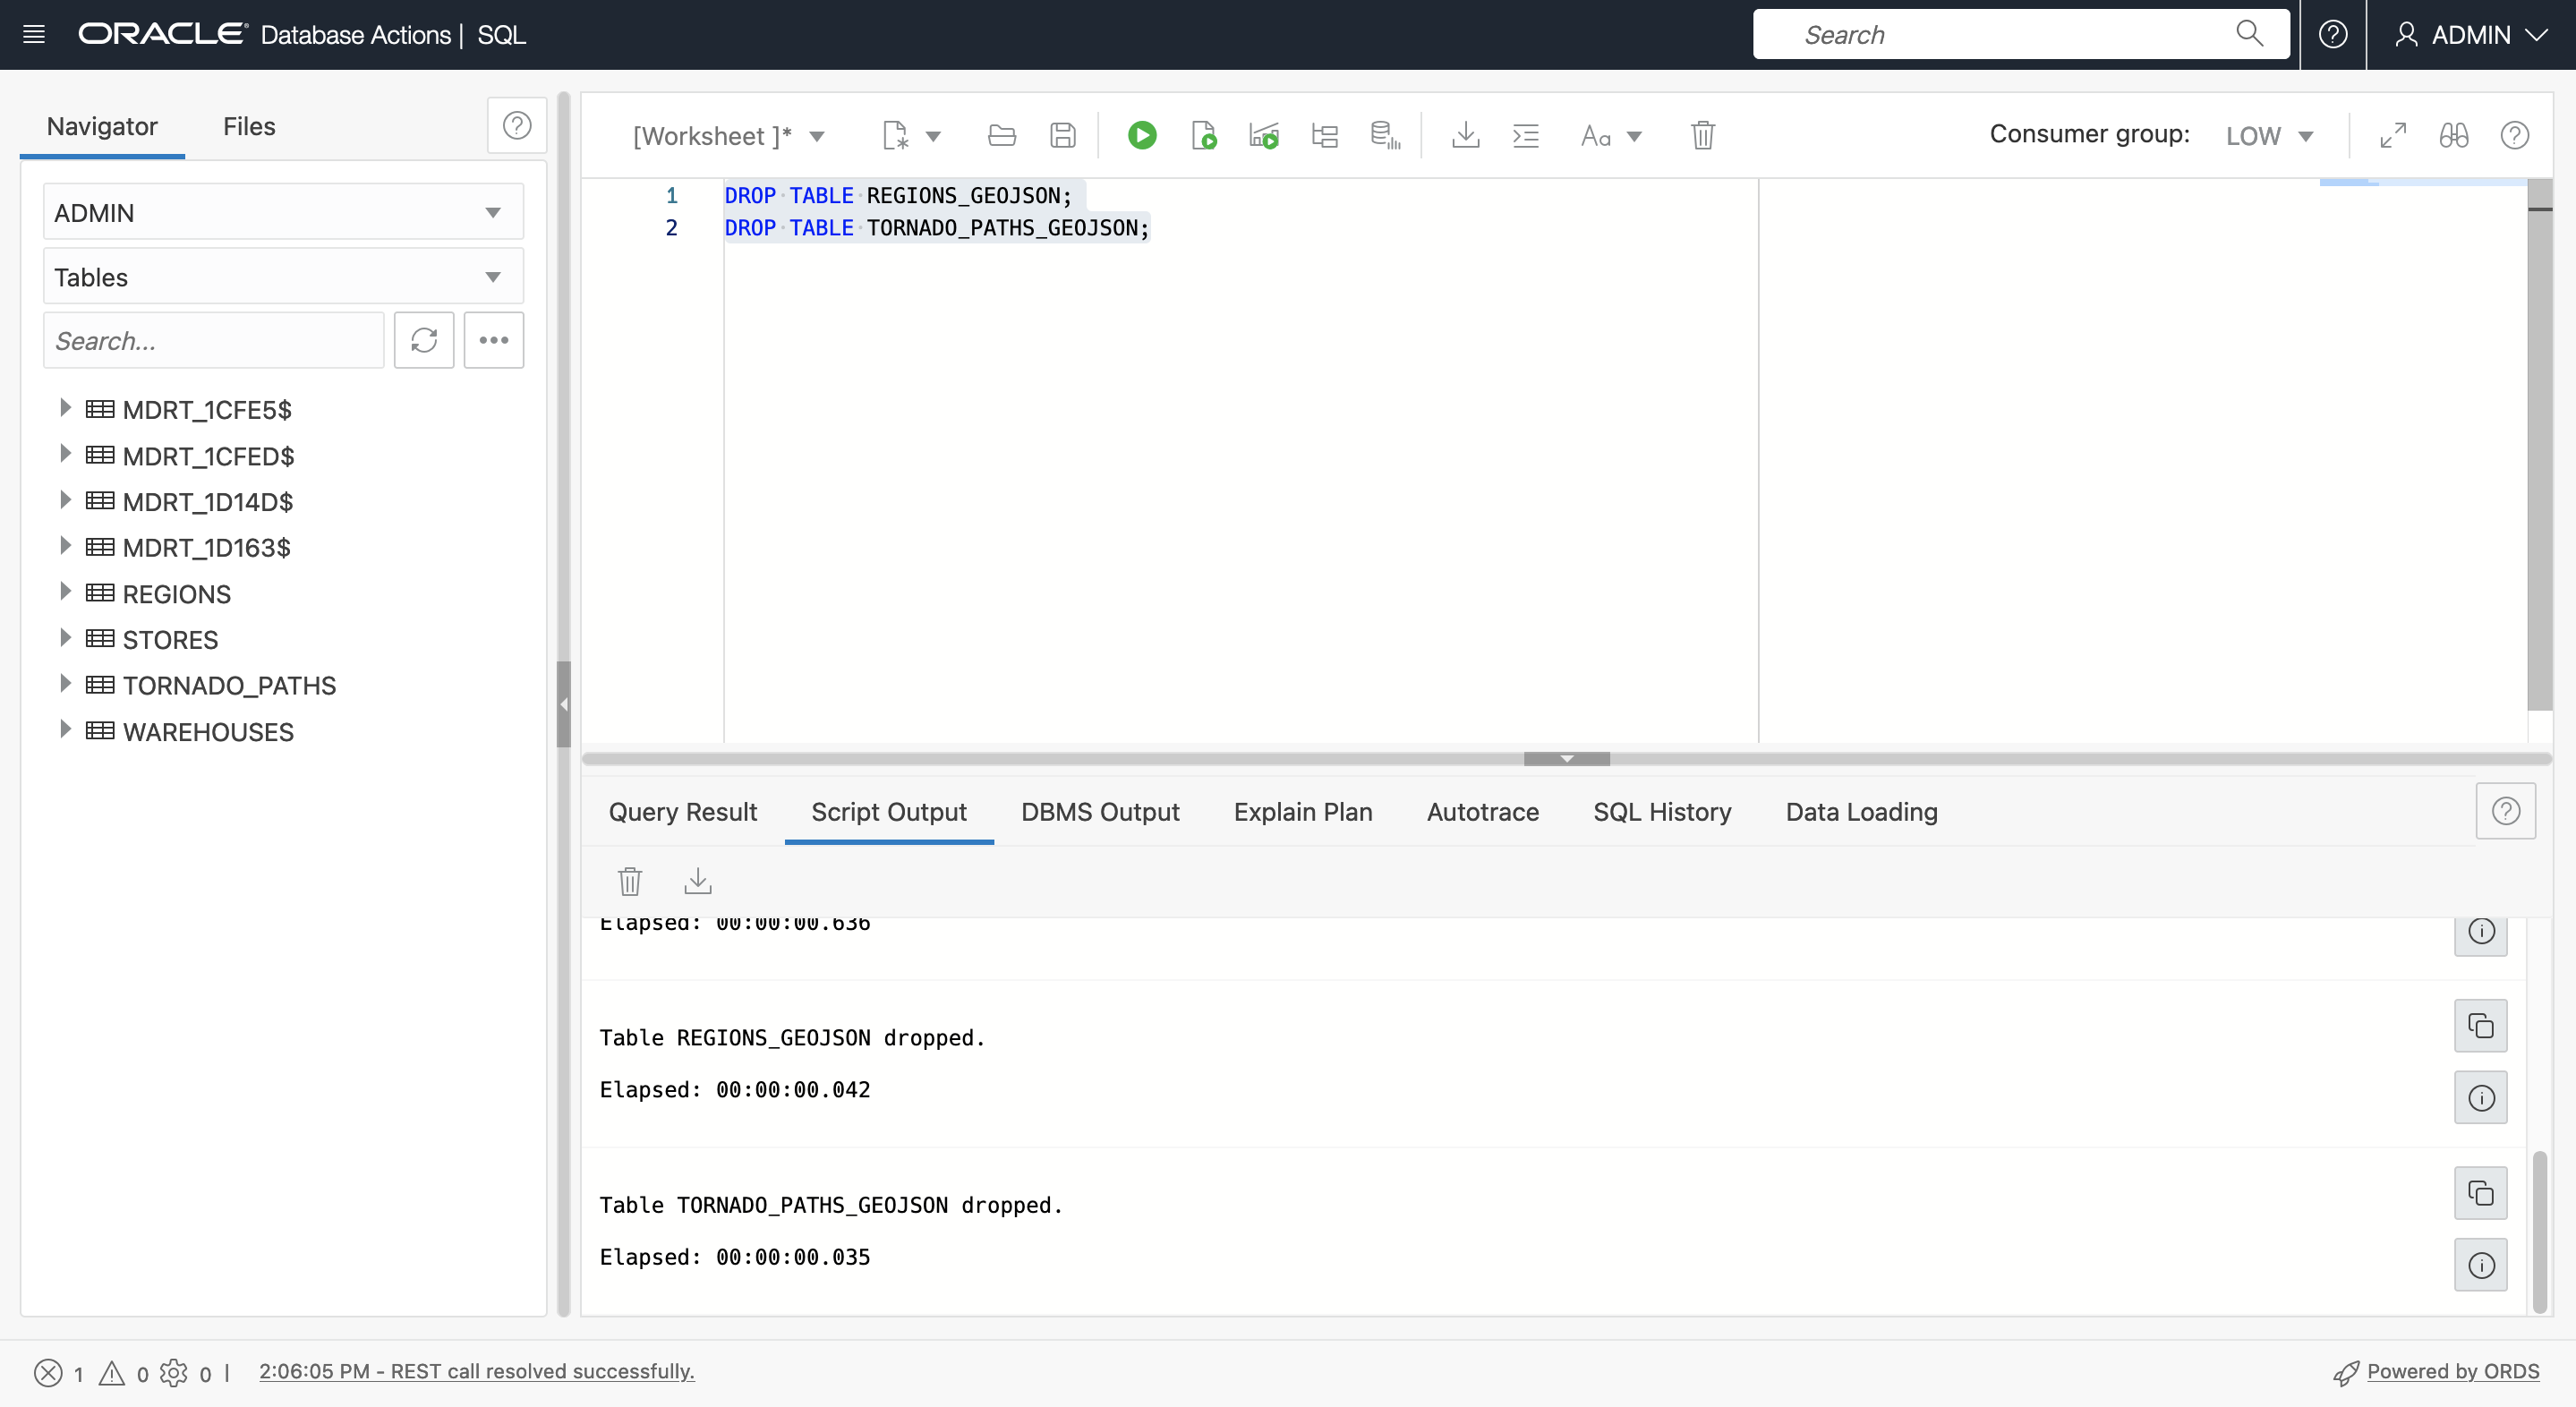 ORACLE Database Actions | SQL
Search
ADMIN
Navigator
Files
ADMIN
Tables
Search...
MDRT_1CFE5$
MDRT_1CFED$
MDRT_1D14D$
MDRT_1D163$
REGIONS
STORES
TORNADO_PATHS
WAREHOUSES
[Worksheet ]*
Aa
Consumer group: LOW
1 DROP TABLE REGIONS_GEOJSON;
2 DROP TABLE TORNADO_PATHS_GEOJSON;
Query Result Script Output DBMS Output Explain Plan Autotrace SQL History Data Loading
Elapsed: 00:00:00.636
Table REGIONS_GEOJSON dropped.
Elapsed: 00:00:00.042
Table TORNADO_PATHS_GEOJSON dropped.
Elapsed: 00:00:00.035
1 0 0 | 2:06:05 PM - REST call resolved successfully.
Powered by ORDS